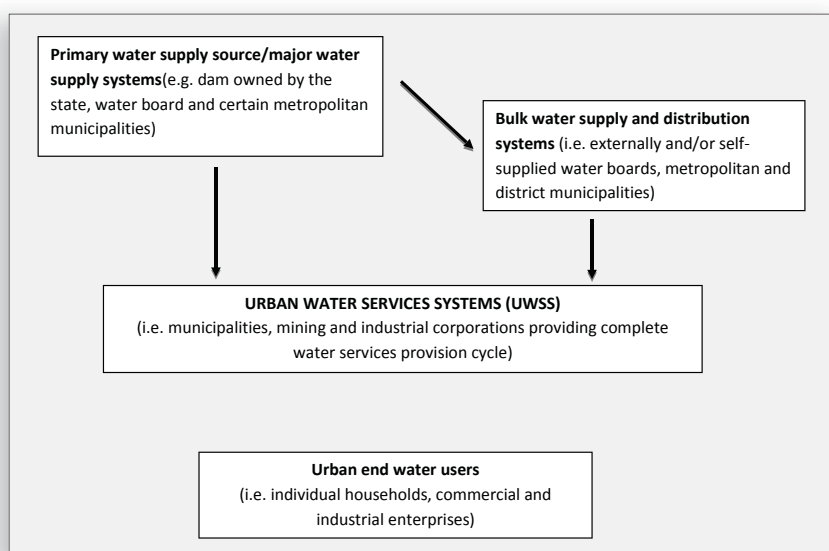 Primary water supply source/major water
supply systems(e.g. dam owned by the
state, water board and certain metropolitan
municipalities)
Bulk water supply and distribution
systems (i.e. externally and/or self-
supplied water boards, metropolitan and
district municipalities)
URBAN WATER SERVICES SYSTEMS (UWSS)
(i.e. municipalities, mining and industrial corporations providing complete
water services provision cycle)
Urban end water users
(i.e. individual households, commercial and
industrial enterprises)